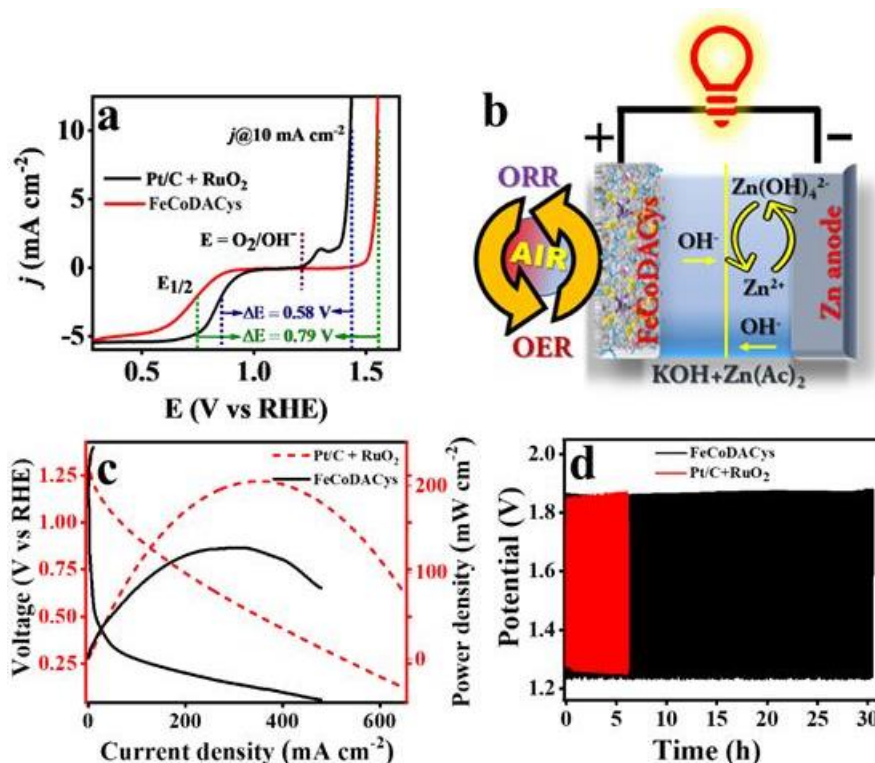 a
j@10 mA cm⁻²
Pt/C + RuO₂
FeCoDACys
E = O₂/OH⁻
E₁/₂
ΔE = 0.58 V
ΔE = 0.79 V
10
5
0
−5
0.5
1.0
1.5
j (mA cm⁻²)
E (V vs RHE)
b
+
−
ORR
AIR
OER
FeCoDACys
OH⁻
Zn(OH)₄²⁻
Zn²⁺
OH⁻
Zn anode
KOH+Zn(Ac)₂
c
Pt/C + RuO₂
FeCoDACys
1.25
1.00
0.75
0.50
0.25
200
100
0
0
200
400
600
Voltage (V vs RHE)
Power density (mW cm⁻²)
Current density (mA cm⁻²)
d
FeCoDACys
Pt/C+RuO₂
2.0
1.8
1.6
1.4
1.2
0
5
10
15
20
25
30
Potential (V)
Time (h)